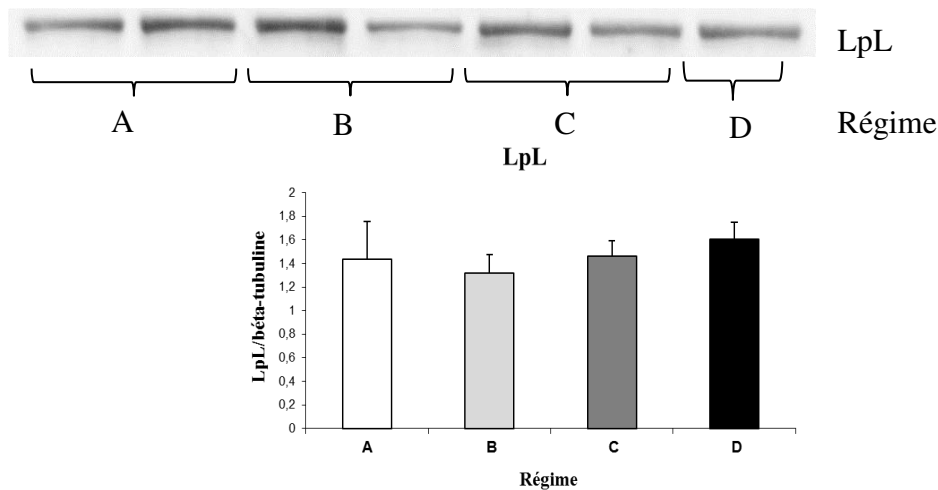 LpL
A B C D Régime
LpL
LpL/béta-tubuline
2
1,8
1,6
1,4
1,2
1
0,8
0,6
0,4
0,2
0
A B C D
Régime